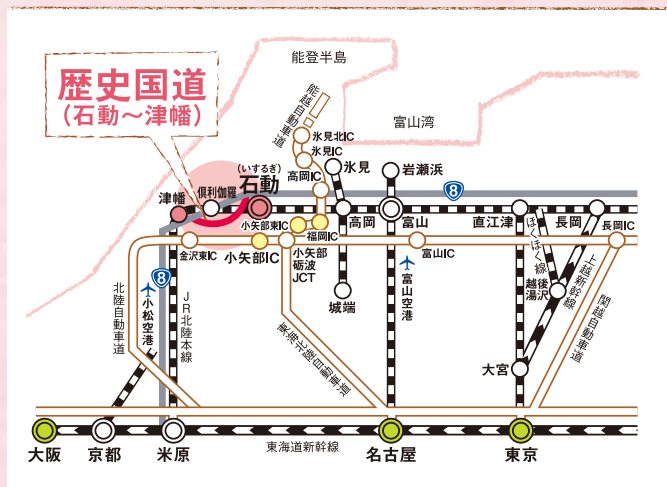 能登半島
歴史国道
(石動～津幡)
能越自動車道
富山湾
氷見北IC
氷見IC
氷見
岩瀬浜
高岡IC
(いするぎ)
石動
倶利伽羅
津幡
8
小矢部東IC
福岡IC
高岡
富山
直江津
長岡
金沢東IC
小矢部IC
小矢部
砺波
JCT
富山IC
長岡IC
ほくほく線
8
小松空港
JR北陸本線
北陸自動車道
城端
富山空港
越後
湯沢
上越新幹線
関越自動車道
東海北陸自動車道
大宮
大阪
京都
米原
東海道新幹線
名古屋
東京